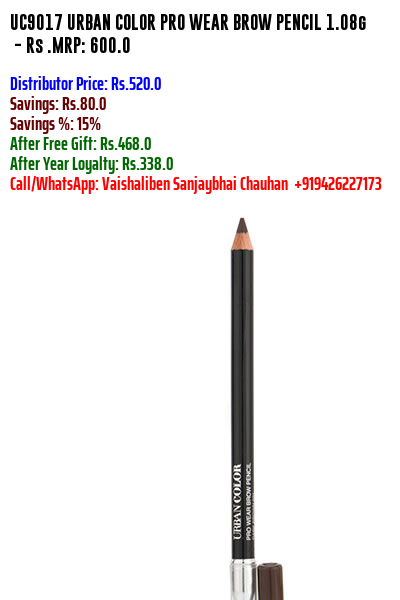 UC9017 URBAN COLOR PRO WEAR BROW PENCIL 1.08G
- Rs .MRP: 600.0
Distributor Price: Rs.520.0
Savings: Rs.80.0
Savings %: 15%
After Free Gift: Rs.468.0
After Year Loyalty: Rs.338.0
Call/WhatsApp: Vaishaliben Sanjaybhai Chauhan +919426227173
URBAN COLOR
PRO WEAR BROW PENCIL